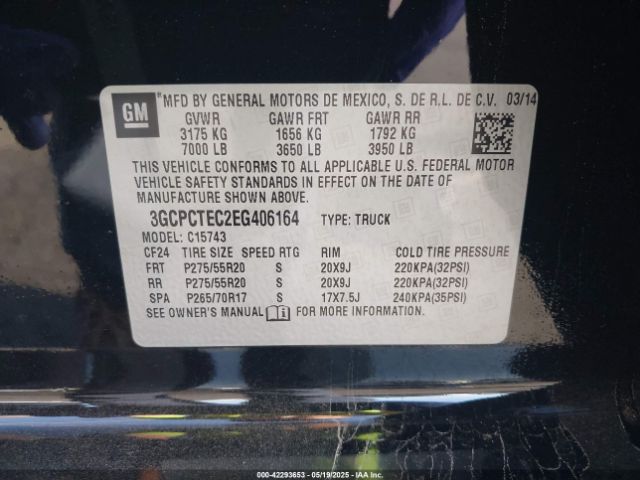 GM
MFD BY GENERAL MOTORS DE MEXICO, S. DE R.L. DE C.V. 03/14
GVWR GAWR FRT GAWR RR
3175 KG 1656 KG 1792 KG
7000 LB 3650 LB 3950 LB
THIS VEHICLE CONFORMS TO ALL APPLICABLE U.S. FEDERAL MOTOR
VEHICLE SAFETY STANDARDS IN EFFECT ON THE DATE OF
MANUFACTURE SHOWN ABOVE.
3GCPCTEC2EG406164 TYPE: TRUCK
MODEL: C15743
CF24 TIRE SIZE SPEED RTG RIM COLD TIRE PRESSURE
FRT P275/55R20 S 20X9J 220KPA(32PSI)
RR P275/55R20 S 20X9J 220KPA(32PSI)
SPA P265/70R17 S 17X7.5J 240KPA(35PSI)
SEE OWNER'S MANUAL FOR MORE INFORMATION.
000-42293653 - 05/19/2025 - IAAI.COM